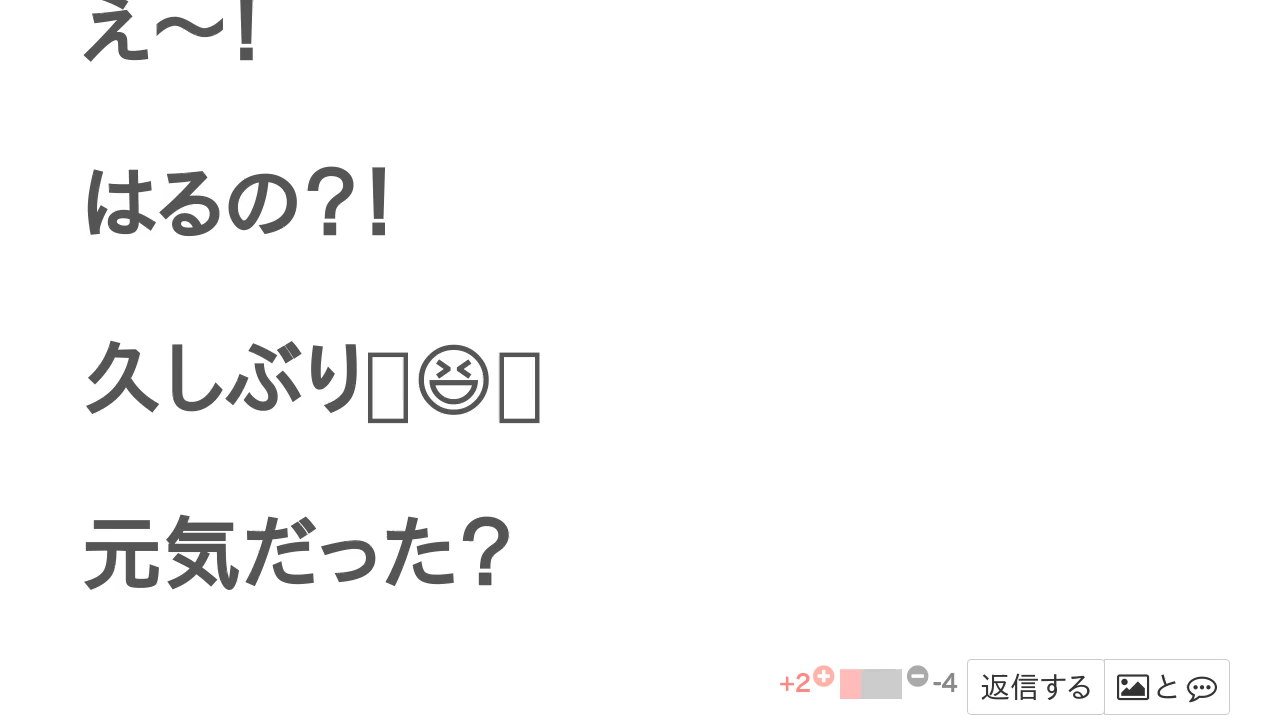 え〜！
はるの？！
久しぶり😆
元気だった？
+2 -4 返信する と